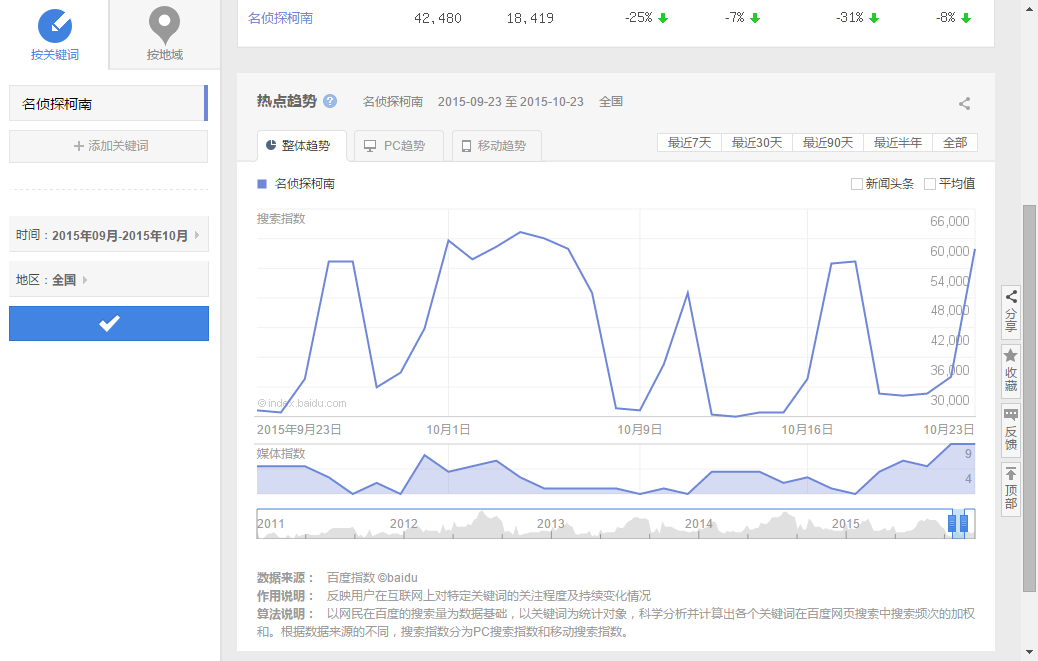 按关键词
按地域
名侦探柯南
+ 添加关键词
时间：2015年09月-2015年10月
地区：全国
名侦探柯南 42,480 18,419 -25% -7% -31% -8%
热点趋势 ? 名侦探柯南 2015-09-23 至 2015-10-23 全国
整体趋势 PC趋势 移动趋势 最近7天 最近30天 最近90天 最近半年 全部
名侦探柯南 新闻头条 平均值
搜索指数
66,000
60,000
54,000
48,000
42,000
36,000
30,000
© index.baidu.com
2015年9月23日 10月1日 10月9日 10月16日 10月23日
媒体指数
9
4
2011 2012 2013 2014 2015
数据来源： 百度指数 ©baidu
作用说明： 反映用户在互联网上对特定关键词的关注程度及持续变化情况
算法说明： 以网民在百度的搜索量为数据基础，以关键词为统计对象，科学分析并计算出各个关键词在百度网页搜索中搜索频次的加权
和。根据数据来源的不同，搜索指数分为PC搜索指数和移动搜索指数。
分享
收藏
反馈
顶部